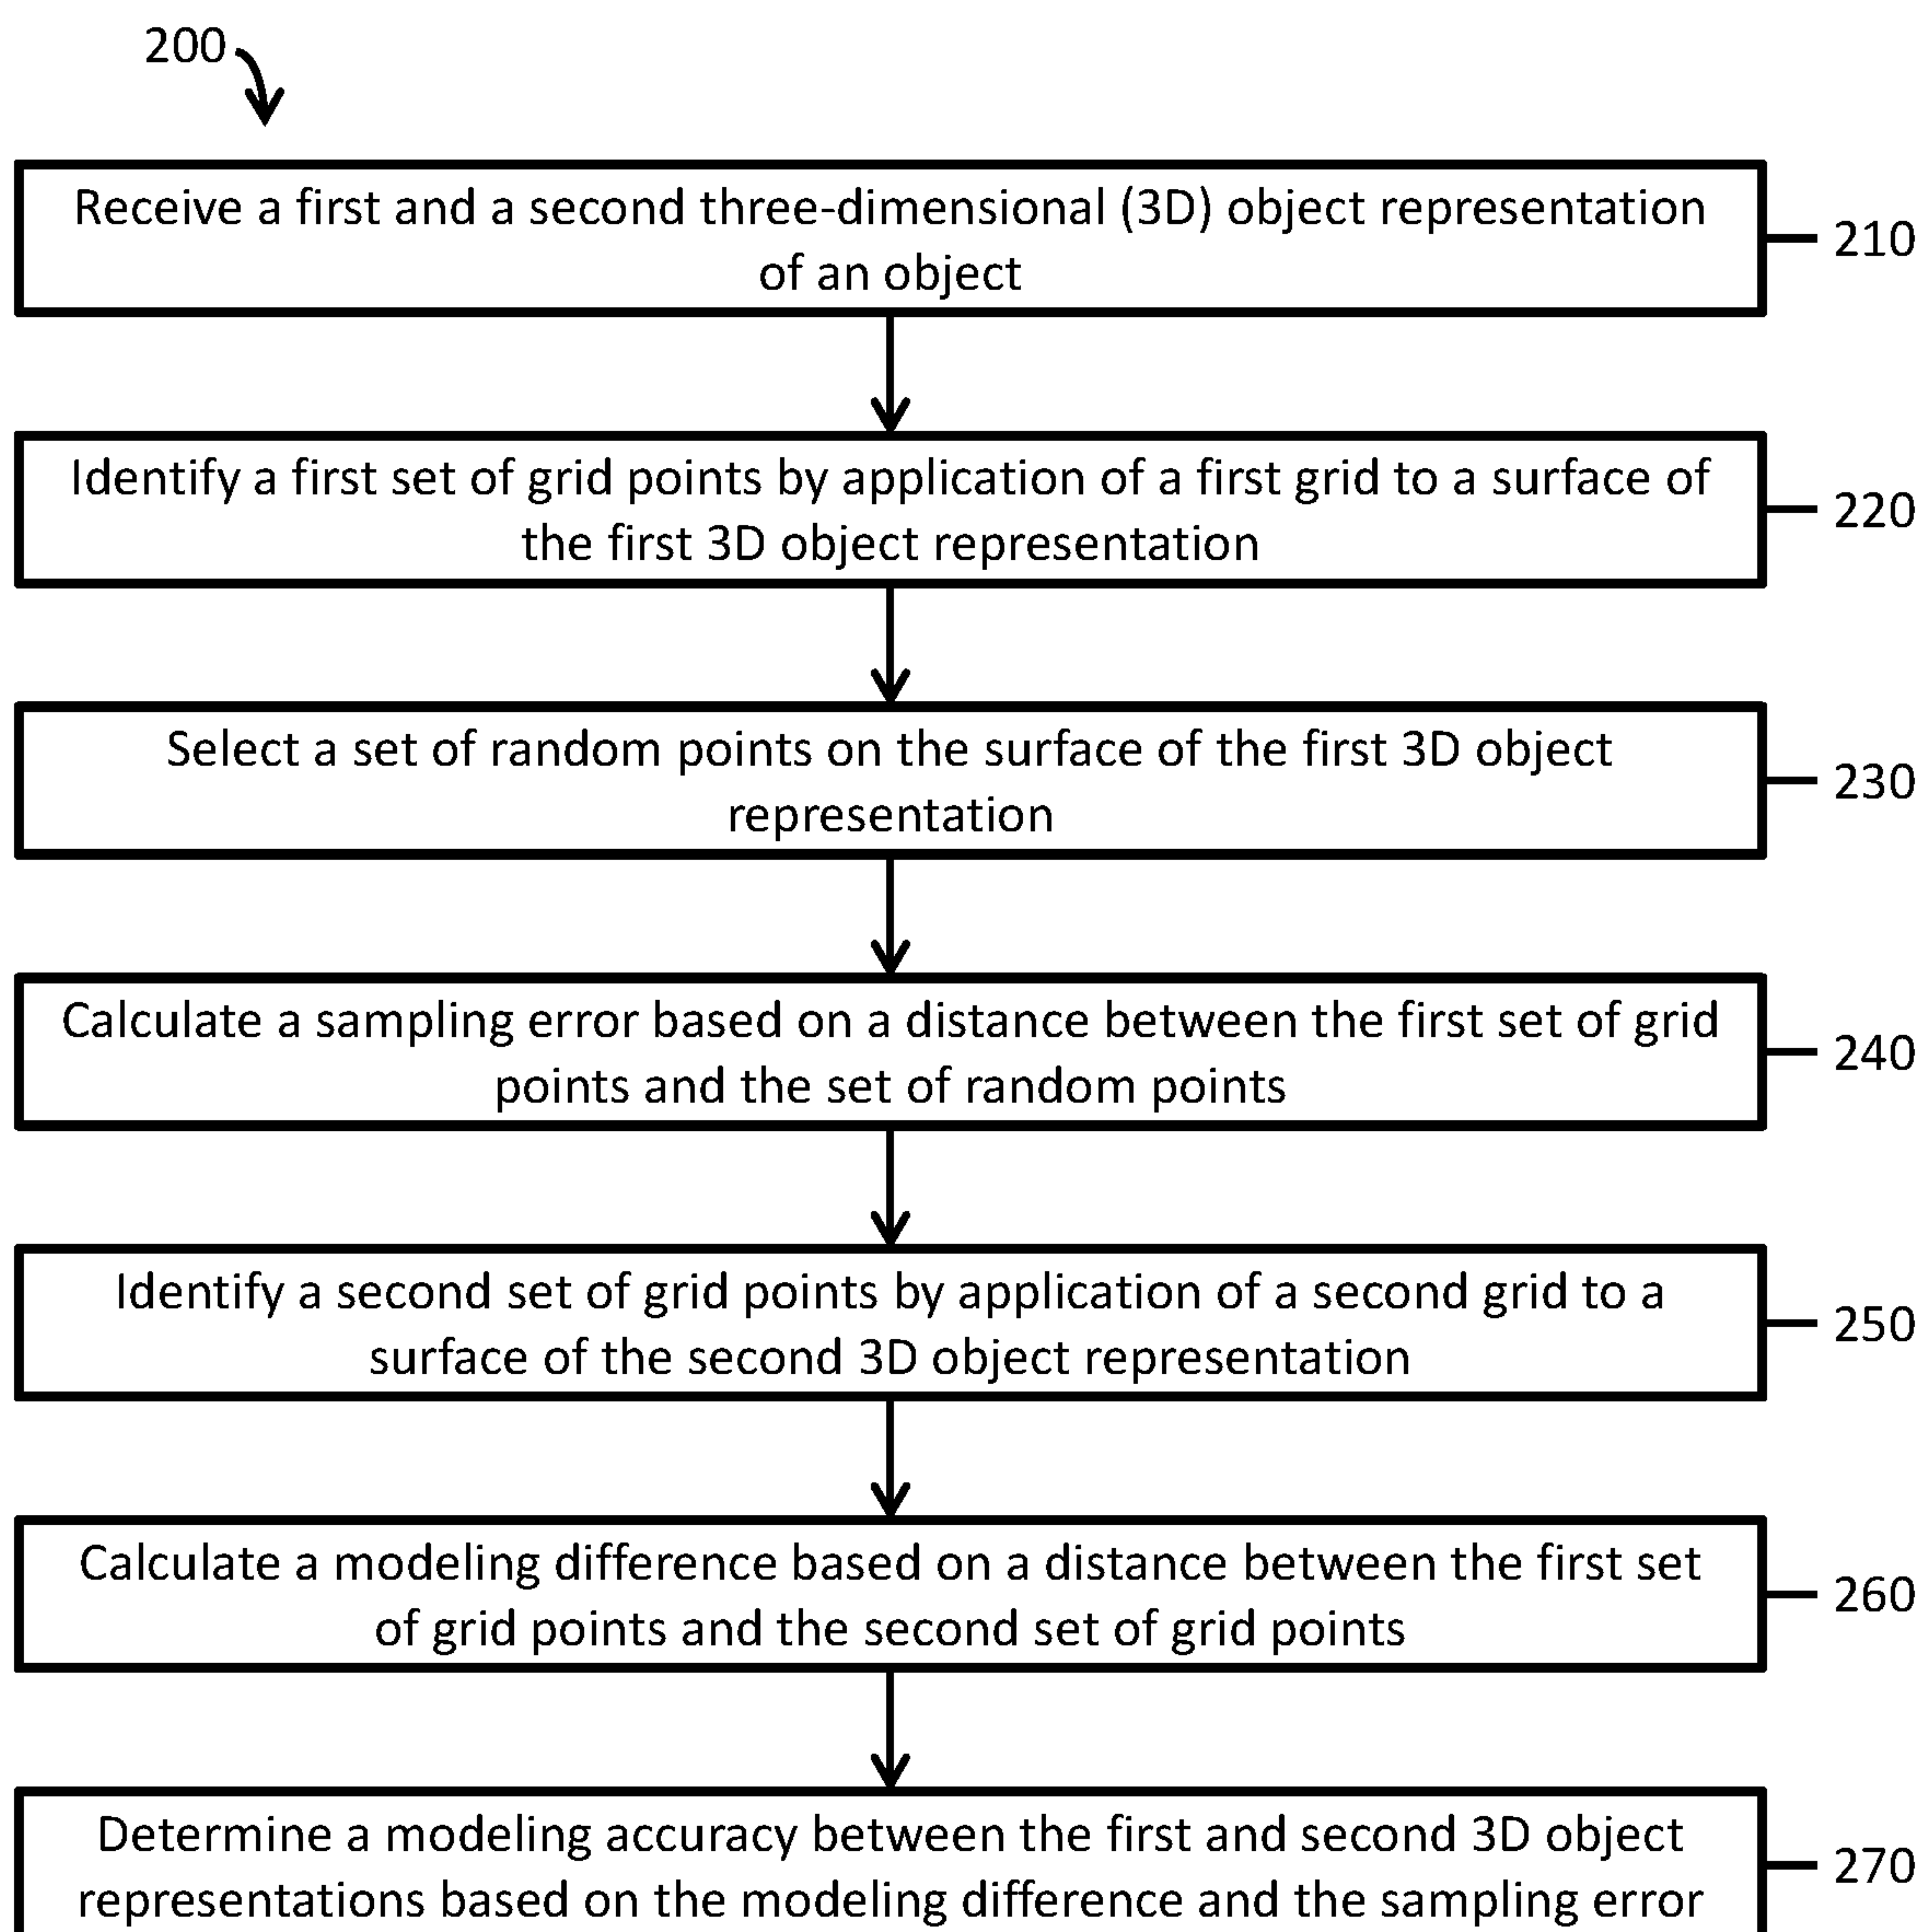 200
Receive a first and a second three-dimensional (3D) object representation
of an object
210
Identify a first set of grid points by application of a first grid to a surface of
the first 3D object representation
220
Select a set of random points on the surface of the first 3D object
representation
230
Calculate a sampling error based on a distance between the first set of grid
points and the set of random points
240
Identify a second set of grid points by application of a second grid to a
surface of the second 3D object representation
250
Calculate a modeling difference based on a distance between the first set
of grid points and the second set of grid points
260
Determine a modeling accuracy between the first and second 3D object
representations based on the modeling difference and the sampling error
270